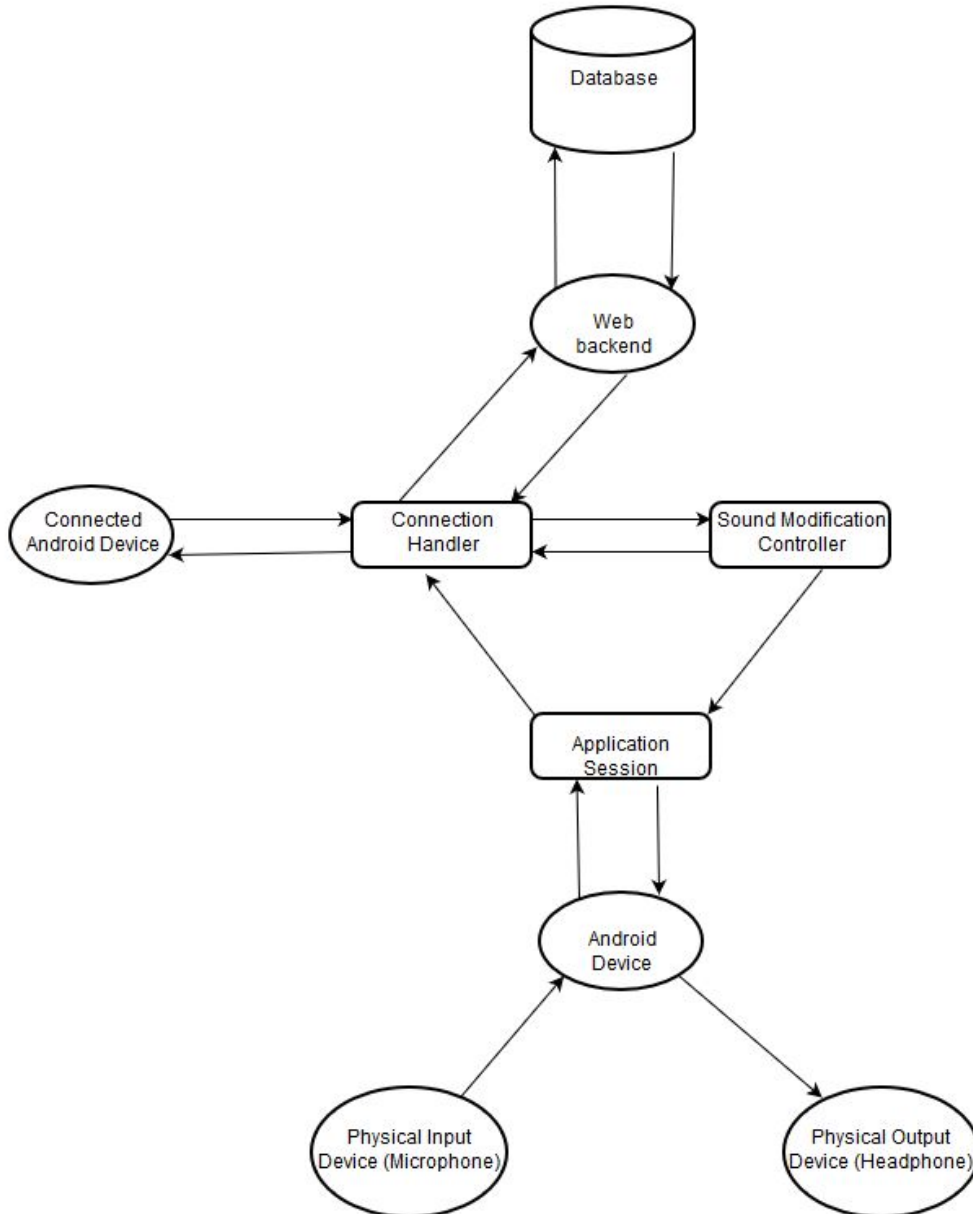 Database
Web
backend
Connected
Android Device
Connection
Handler
Sound Modification
Controller
Application
Session
Android
Device
Physical Input
Device (Microphone)
Physical Output
Device (Headphone)